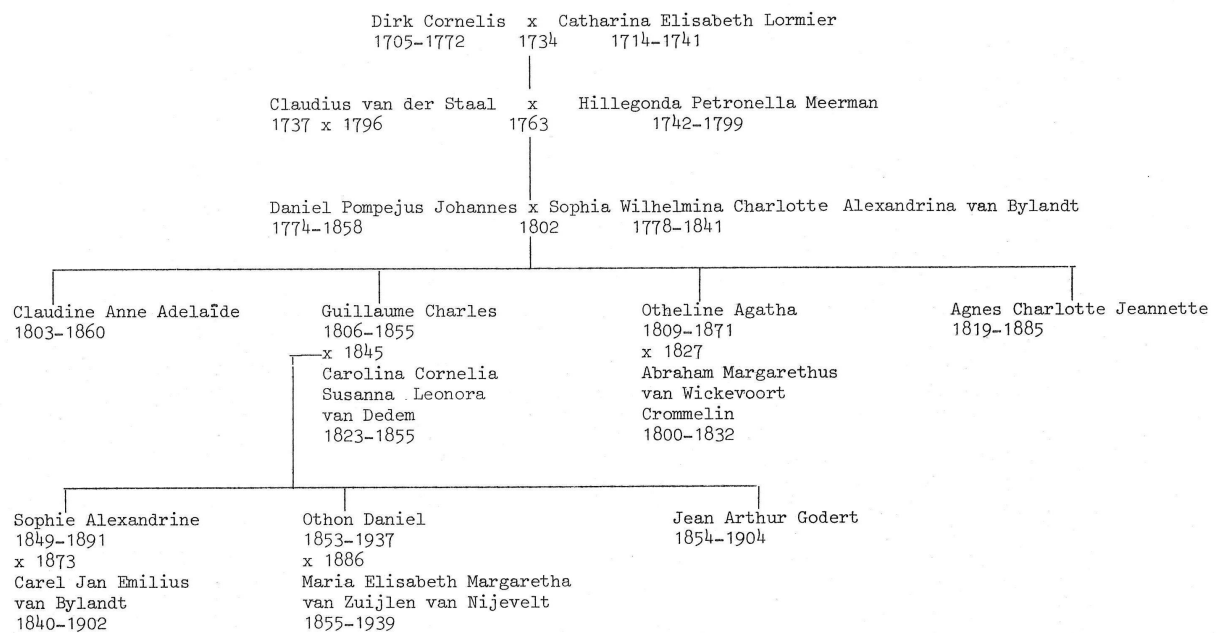 Dirk Cornelis x Catharina Elisabeth Lormier
1705-1772 1734 1714-1741
Claudius van der Staal x Hillegonda Petronella Meerman
1737 x 1796 1763 1742-1799
Daniel Pompejus Johannes x Sophia Wilhelmina Charlotte Alexandrina van Bylandt
1774-1858 1802 1778-1841
Claudine Anne Adelaïde
1803-1860
Guillaume Charles
1806-1855
x 1845
Carolina Cornelia
Susanna Leonora
van Dedem
1823-1855
Otheline Agatha
1809-1871
x 1827
Abraham Margarethus
van Wickevoort
Crommelin
1800-1832
Agnes Charlotte Jeannette
1819-1885
Sophie Alexandrine
1849-1891
x 1873
Carel Jan Emilius
van Bylandt
1840-1902
Othon Daniel
1853-1937
x 1886
Maria Elisabeth Margaretha
van Zuijlen van Nijevelt
1855-1939
Jean Arthur Godert
1854-1904